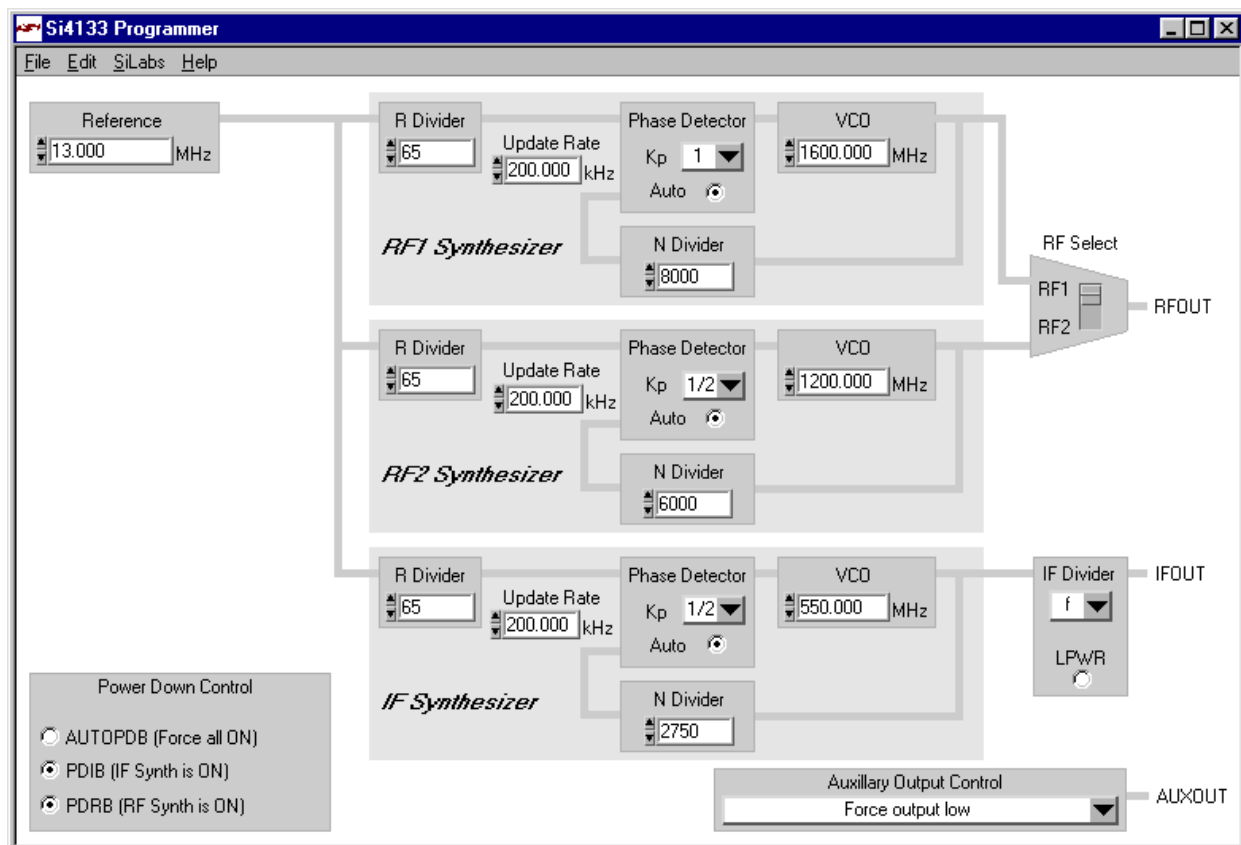 Si4133 Programmer
File Edit SiLabs Help
Reference
13.000 MHz
R Divider
65
Update Rate
200.000 kHz
Phase Detector
Kp 1
Auto
VCO
1600.000 MHz
RF1 Synthesizer
N Divider
8000
RF Select
RF1
RF2
RFOUT
R Divider
65
Update Rate
200.000 kHz
Phase Detector
Kp 1/2
Auto
VCO
1200.000 MHz
RF2 Synthesizer
N Divider
6000
R Divider
65
Update Rate
200.000 kHz
Phase Detector
Kp 1/2
Auto
VCO
550.000 MHz
IF Divider
f
LPWR
IFOUT
IF Synthesizer
N Divider
2750
Power Down Control
AUTOPDB (Force all ON)
PDIB (IF Synth is ON)
PDRB (RF Synth is ON)
Auxillary Output Control
Force output low
AUXOUT